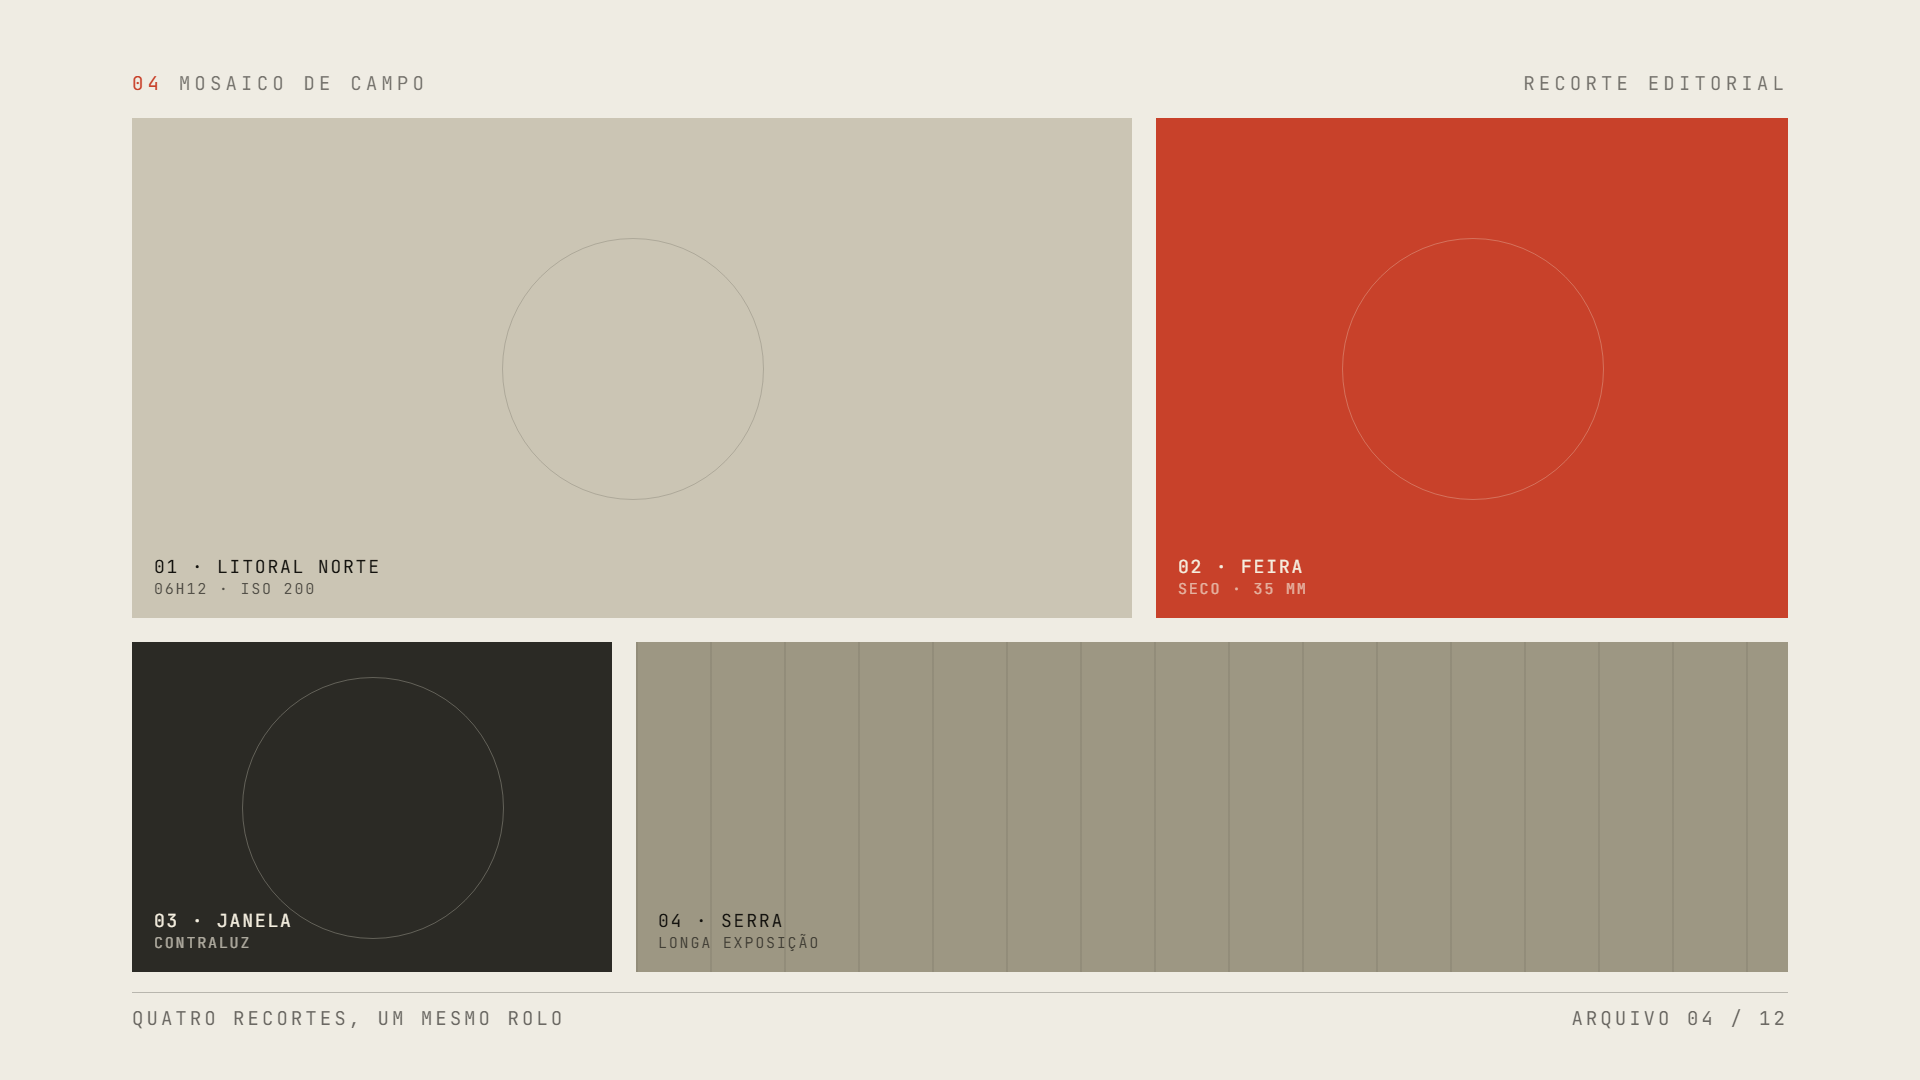 04 MOSAICO DE CAMPO
RECORTE EDITORIAL
01 · LITORAL NORTE
06H12 · ISO 200
02 · FEIRA
SECO · 35 MM
03 · JANELA
CONTRALUZ
04 · SERRA
LONGA EXPOSIÇÃO
QUATRO RECORTES, UM MESMO ROLO
ARQUIVO 04 / 12